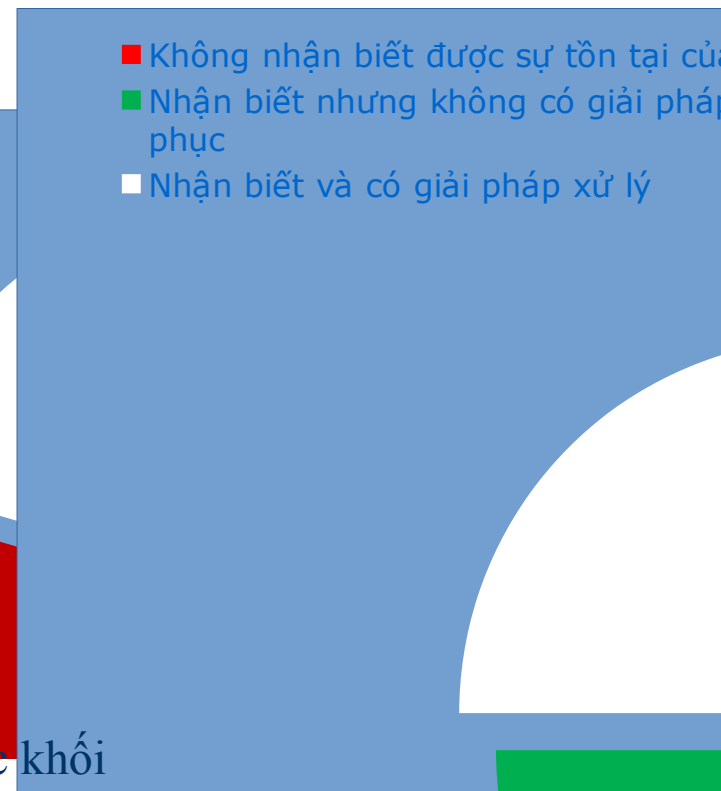 Không nhận biết được sự tồn tại của
Nhận biết nhưng không có giải pháp
phục
Nhận biết và có giải pháp xử lý
khối